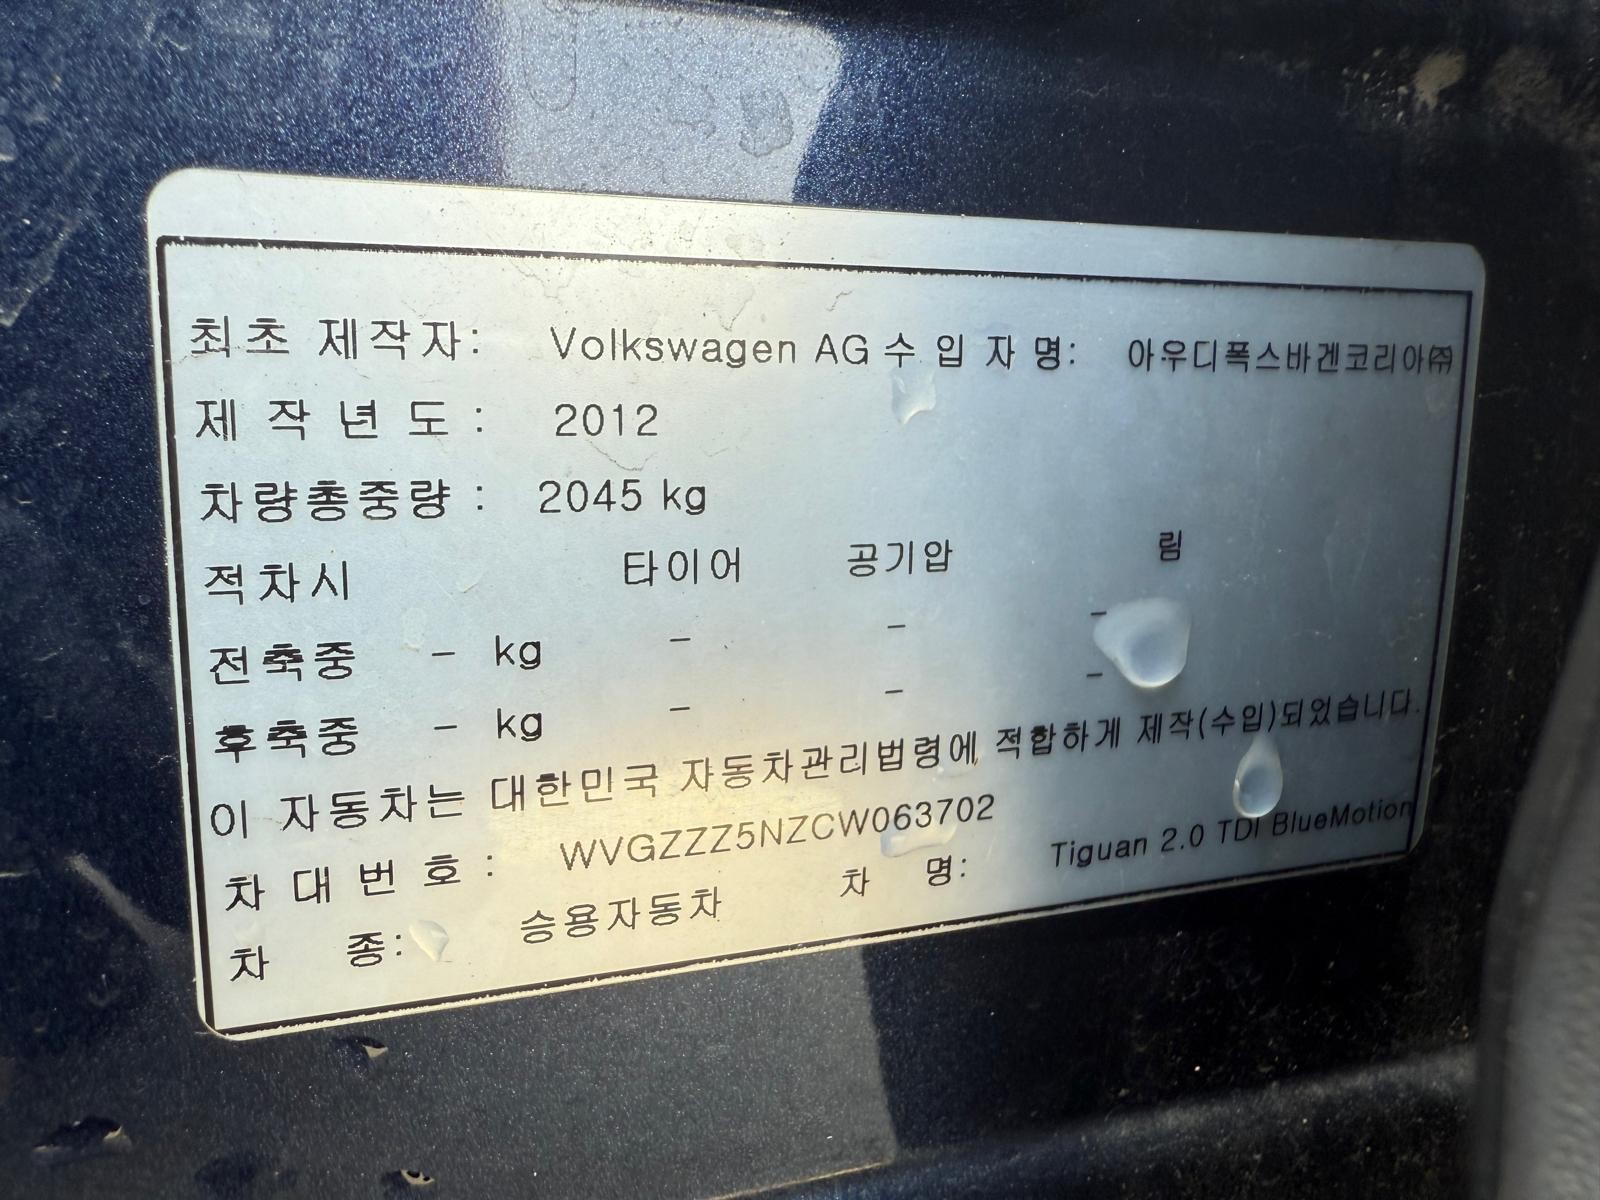 최초 제작자: Volkswagen AG 수 입 자 명: 아우디폭스바겐코리아㈜
제 작 년 도 : 2012
차량총중량 : 2045 kg
적차시 타이어 공기압 림
전축중 - kg - - -
후축중 - kg - - -
이 자동차는 대한민국 자동차관리법령에 적합하게 제작(수입)되었습니다.
차 대 번 호 : WVGZZZ5NZCW063702
차 종: 승용자동차 차 명: Tiguan 2.0 TDI BlueMotion